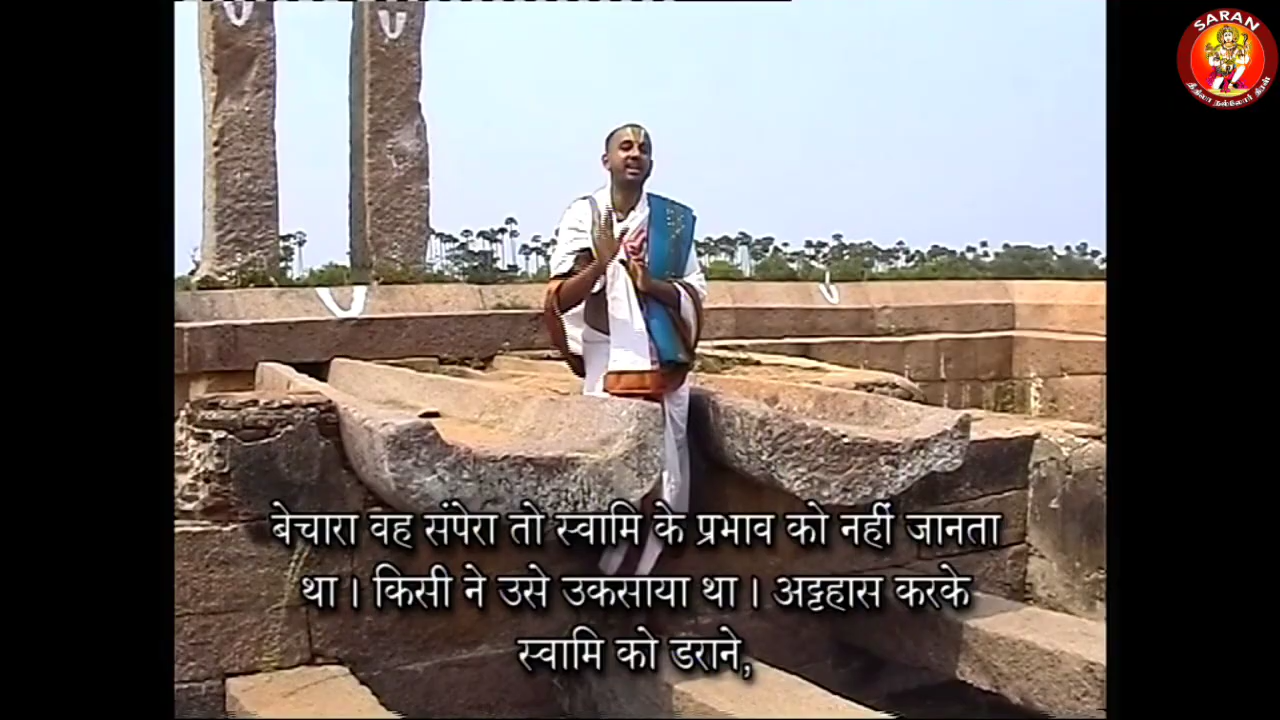 SARAN
बेचारा वह संपेरा तो स्वामि के प्रभाव को नहीं जानता
था । किसी ने उसे उकसाया था । अट्टहास करके
स्वामि को डराने,